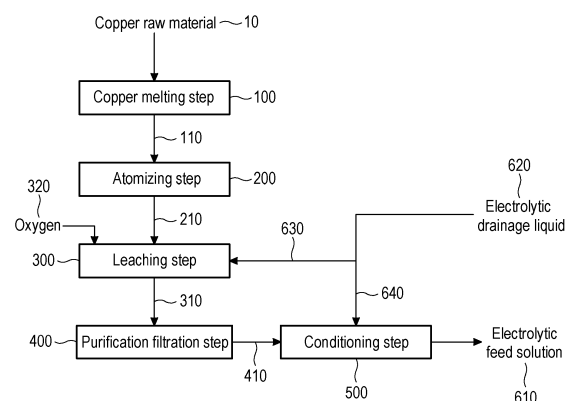 Copper raw material 10
Copper melting step 100
110
Atomizing step 200
320
620
Oxygen
210
Electrolytic
drainage liquid
630
300 Leaching step
310
640
400 Purification filtration step
410
Conditioning step
500
Electrolytic
feed solution
610